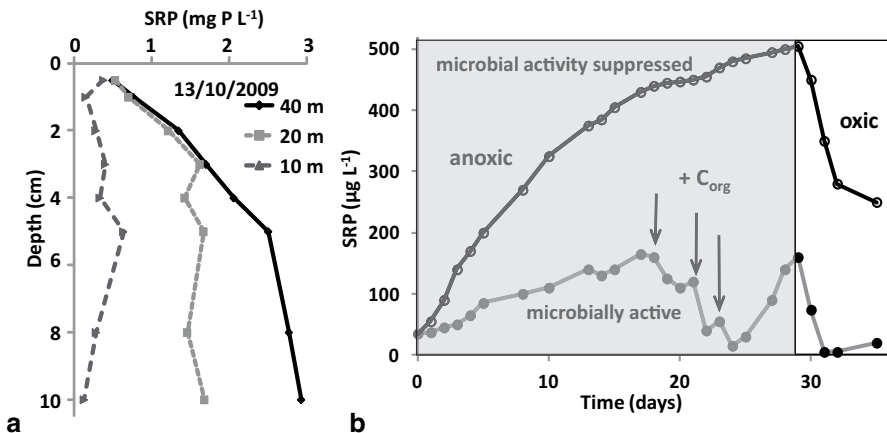 a
SRP (mg P L⁻¹)
0 1 2 3
0
2
4
6
8
10
Depth (cm)
13/10/2009
40 m
20 m
10 m
b
500
400
300
200
100
0
SRP (µg L⁻¹)
microbial activity suppressed
anoxic
oxic
+ Corg
microbially active
0 10 20 30
Time (days)